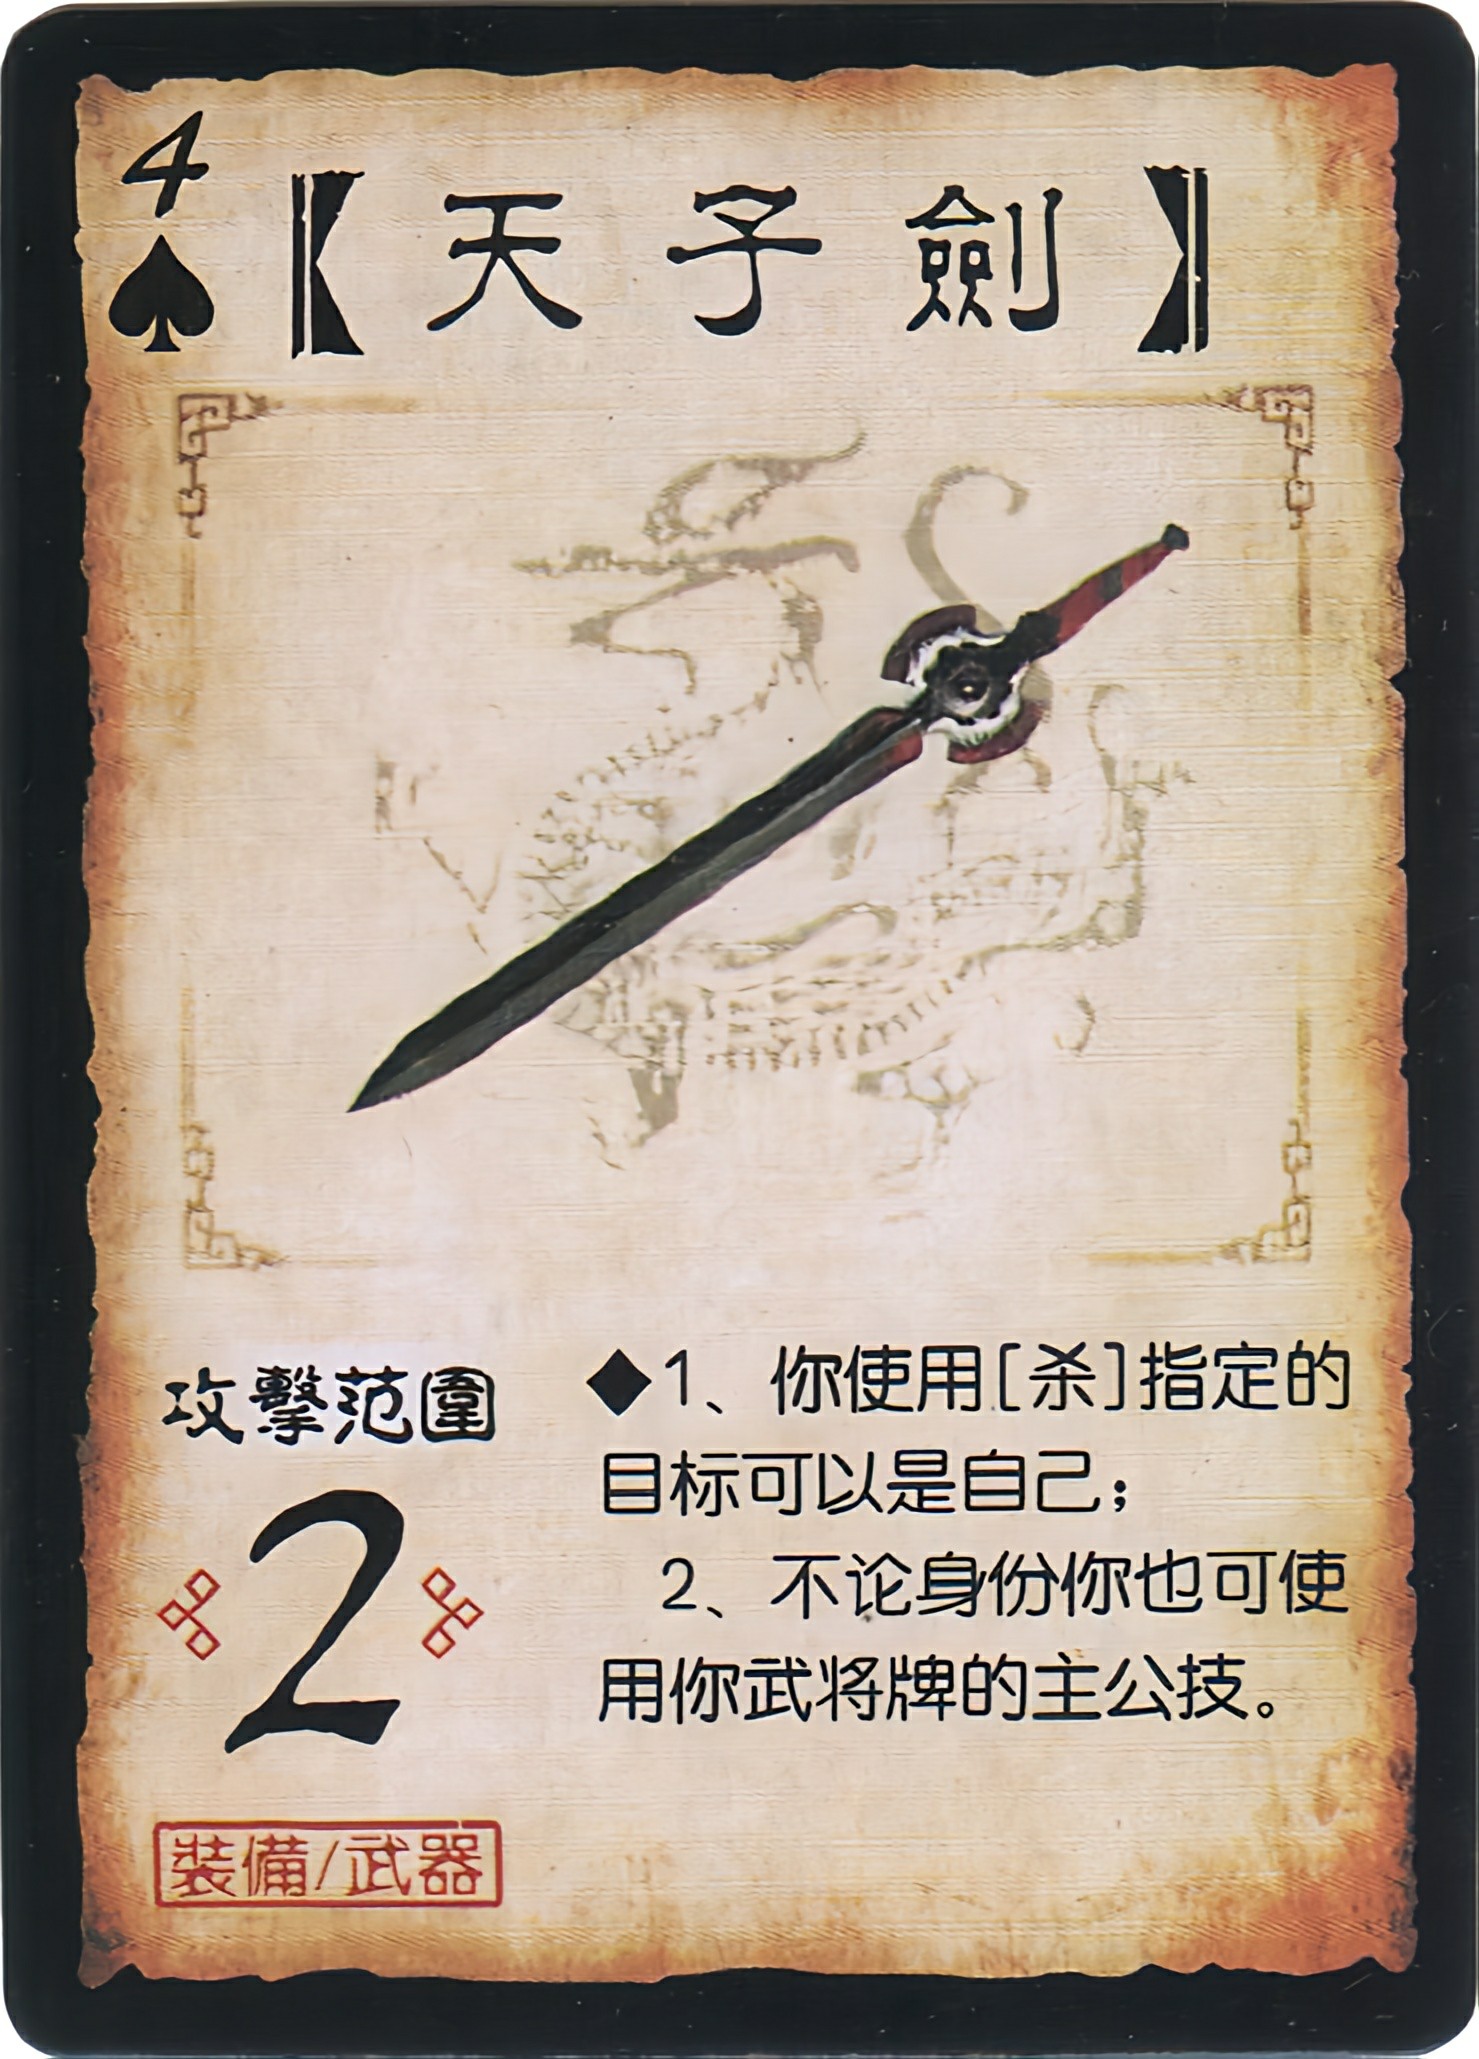 4
【天子劍】
攻擊范圍
2
◆1、你使用[杀]指定的
目标可以是自己；
2、不论身份你也可使
用你武将牌的主公技。
裝備/武器